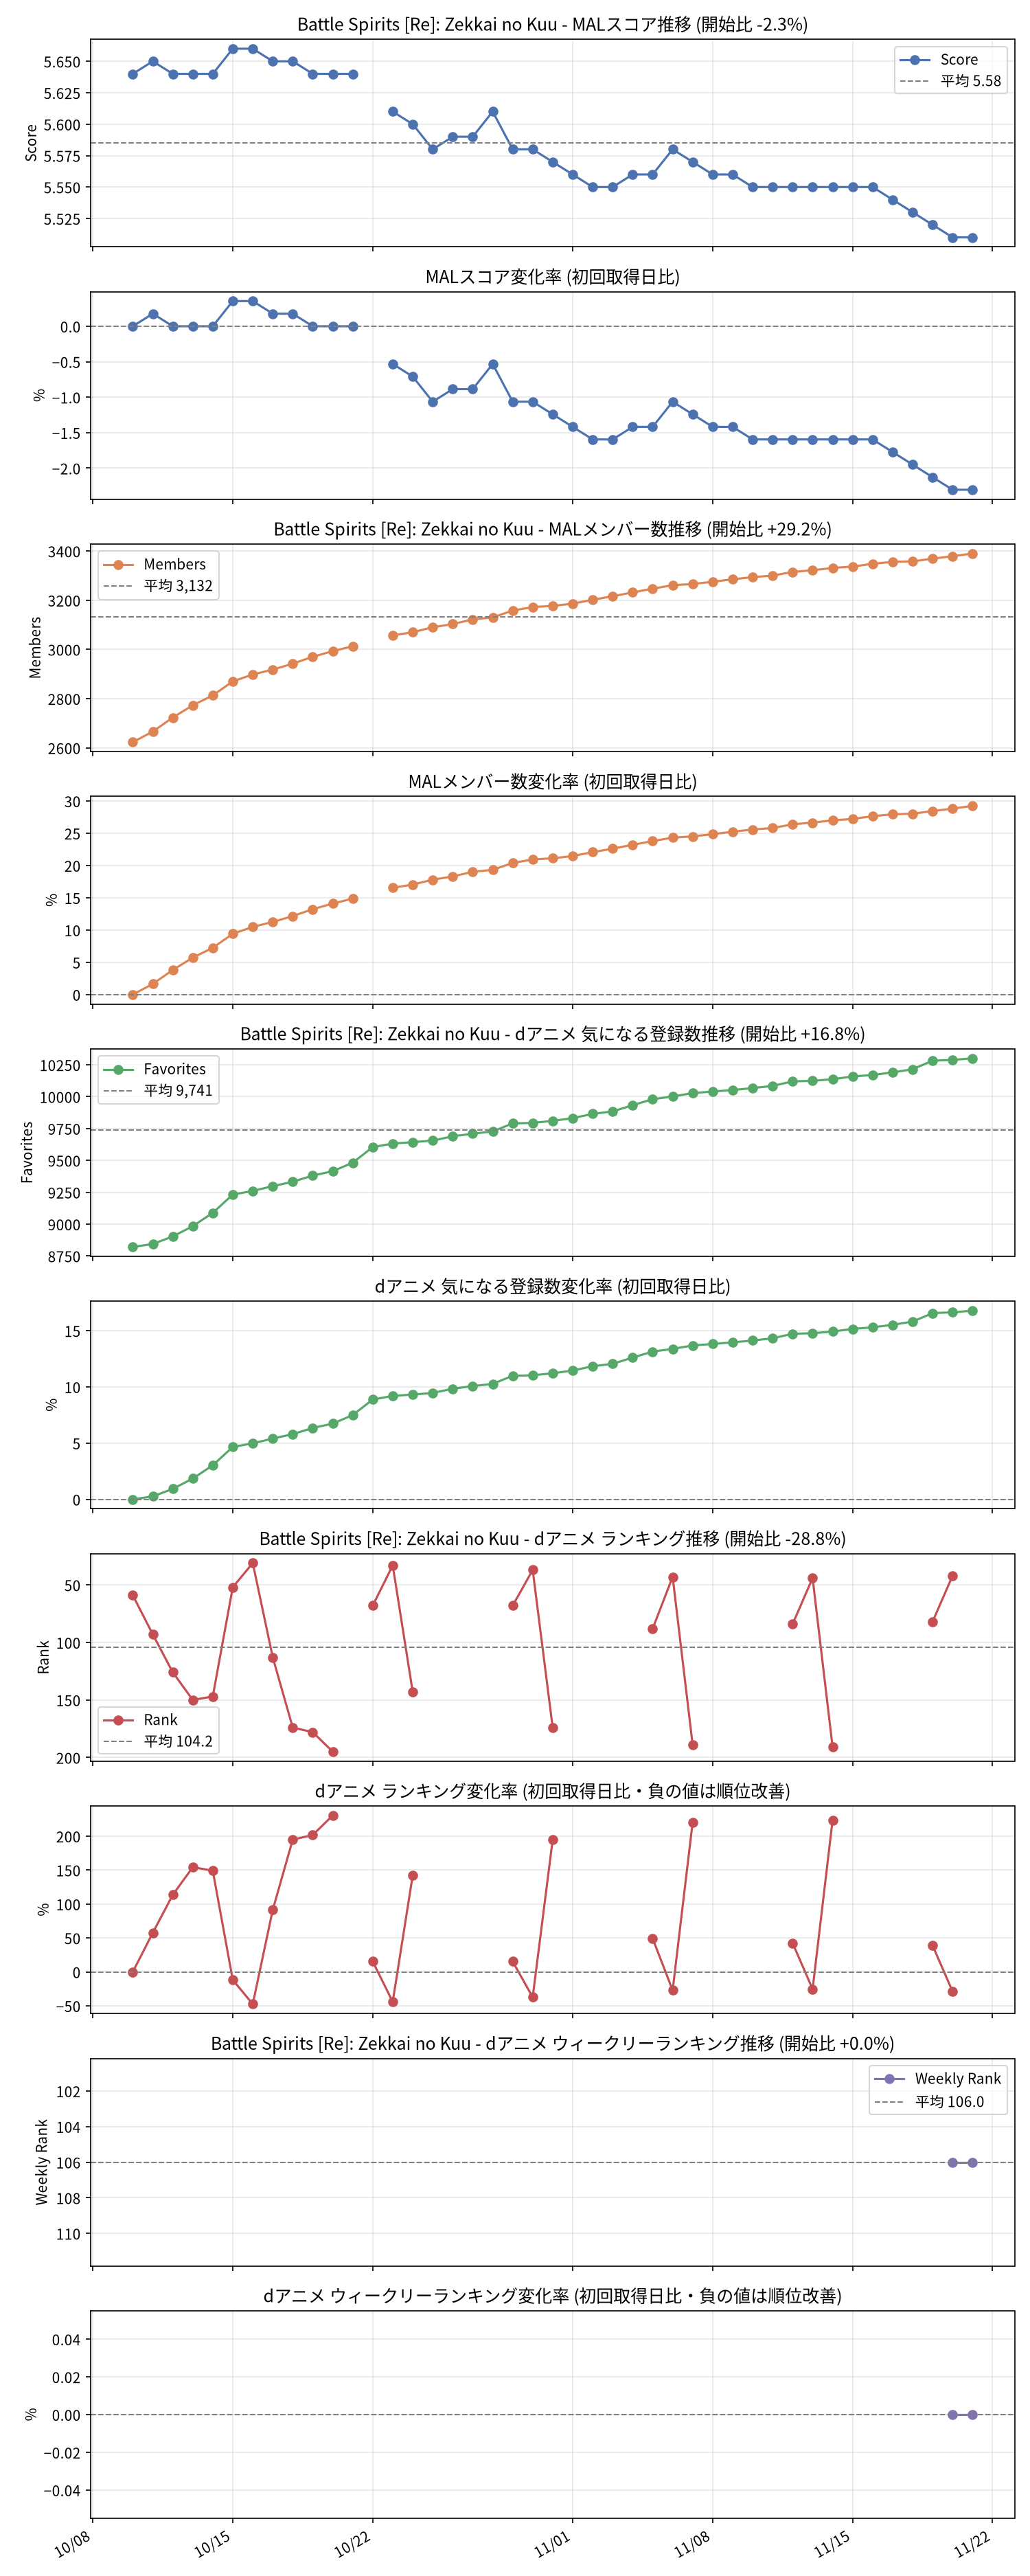 Battle Spirits [Re]: Zekkai no Kuu - MALスコア推移 (開始比 -2.3%)
5.650
5.625
5.600
5.575
5.550
5.525
Score
Score
平均 5.58
MALスコア変化率 (初回取得日比)
0.0
−0.5
−1.0
−1.5
−2.0
%
Battle Spirits [Re]: Zekkai no Kuu - MALメンバー数推移 (開始比 +29.2%)
3400
3200
3000
2800
2600
Members
Members
平均 3,132
MALメンバー数変化率 (初回取得日比)
30
25
20
15
10
5
0
%
Battle Spirits [Re]: Zekkai no Kuu - dアニメ 気になる登録数推移 (開始比 +16.8%)
10250
10000
9750
9500
9250
9000
8750
Favorites
Favorites
平均 9,741
dアニメ 気になる登録数変化率 (初回取得日比)
15
10
5
0
%
Battle Spirits [Re]: Zekkai no Kuu - dアニメ ランキング推移 (開始比 -28.8%)
50
100
150
200
Rank
Rank
平均 104.2
dアニメ ランキング変化率 (初回取得日比・負の値は順位改善)
200
150
100
50
0
−50
%
Battle Spirits [Re]: Zekkai no Kuu - dアニメ ウィークリーランキング推移 (開始比 +0.0%)
102
104
106
108
110
Weekly Rank
Weekly Rank
平均 106.0
dアニメ ウィークリーランキング変化率 (初回取得日比・負の値は順位改善)
0.04
0.02
0.00
−0.02
−0.04
%
10/08
10/15
10/22
11/01
11/08
11/15
11/22